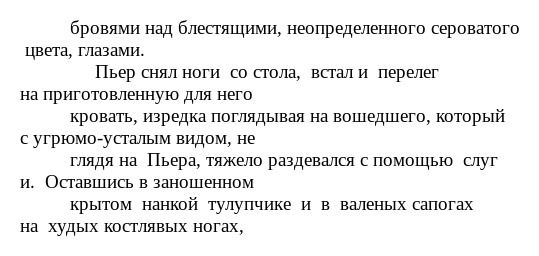 бровями над блестящими, неопределенного сероватого
цвета, глазами.
Пьер снял ноги  со стола,  встал и  перелег
на приготовленную для него
кровать, изредка поглядывая на вошедшего, который
с угрюмо-усталым видом, не
глядя на  Пьера, тяжело раздевался с помощью  слуг
и.  Оставшись в заношенном
крытом  нанкой  тулупчике  и  в  валеных сапогах
на  худых костлявых ногах,